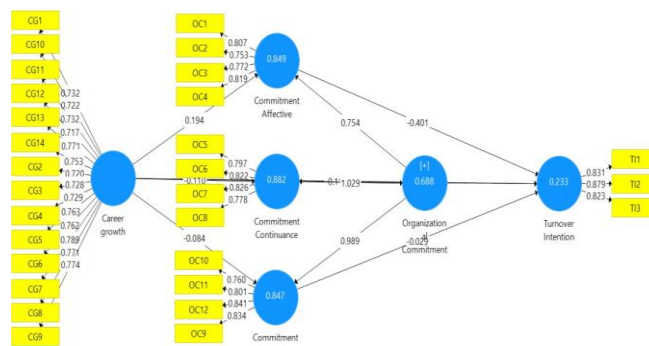 CG1
CG10
CG11
CG12
CG13
CG14
CG2
CG3
CG4
CG5
CG6
CG7
CG8
CG9
0.732
0.722
0.732
0.717
0.771
0.753
0.720
0.728
0.729
0.763
0.762
0.789
0.771
0.774
Career
growth
0.194
-0.110
-0.084
OC1
OC2
OC3
OC4
0.807
0.753
0.772
0.819
0.849
Commitment
Affective
OC5
OC6
OC7
OC8
0.797
0.822
0.826
0.778
0.882
Commitment
Continuance
OC10
OC11
OC12
OC9
0.760
0.801
0.841
0.834
0.847
Commitment
0.754
1.029
0.989
[+]
0.688
Organization
al
Commitment
-0.401
-0.029
0.233
Turnover
Intention
0.831
0.879
0.823
TI1
TI2
TI3